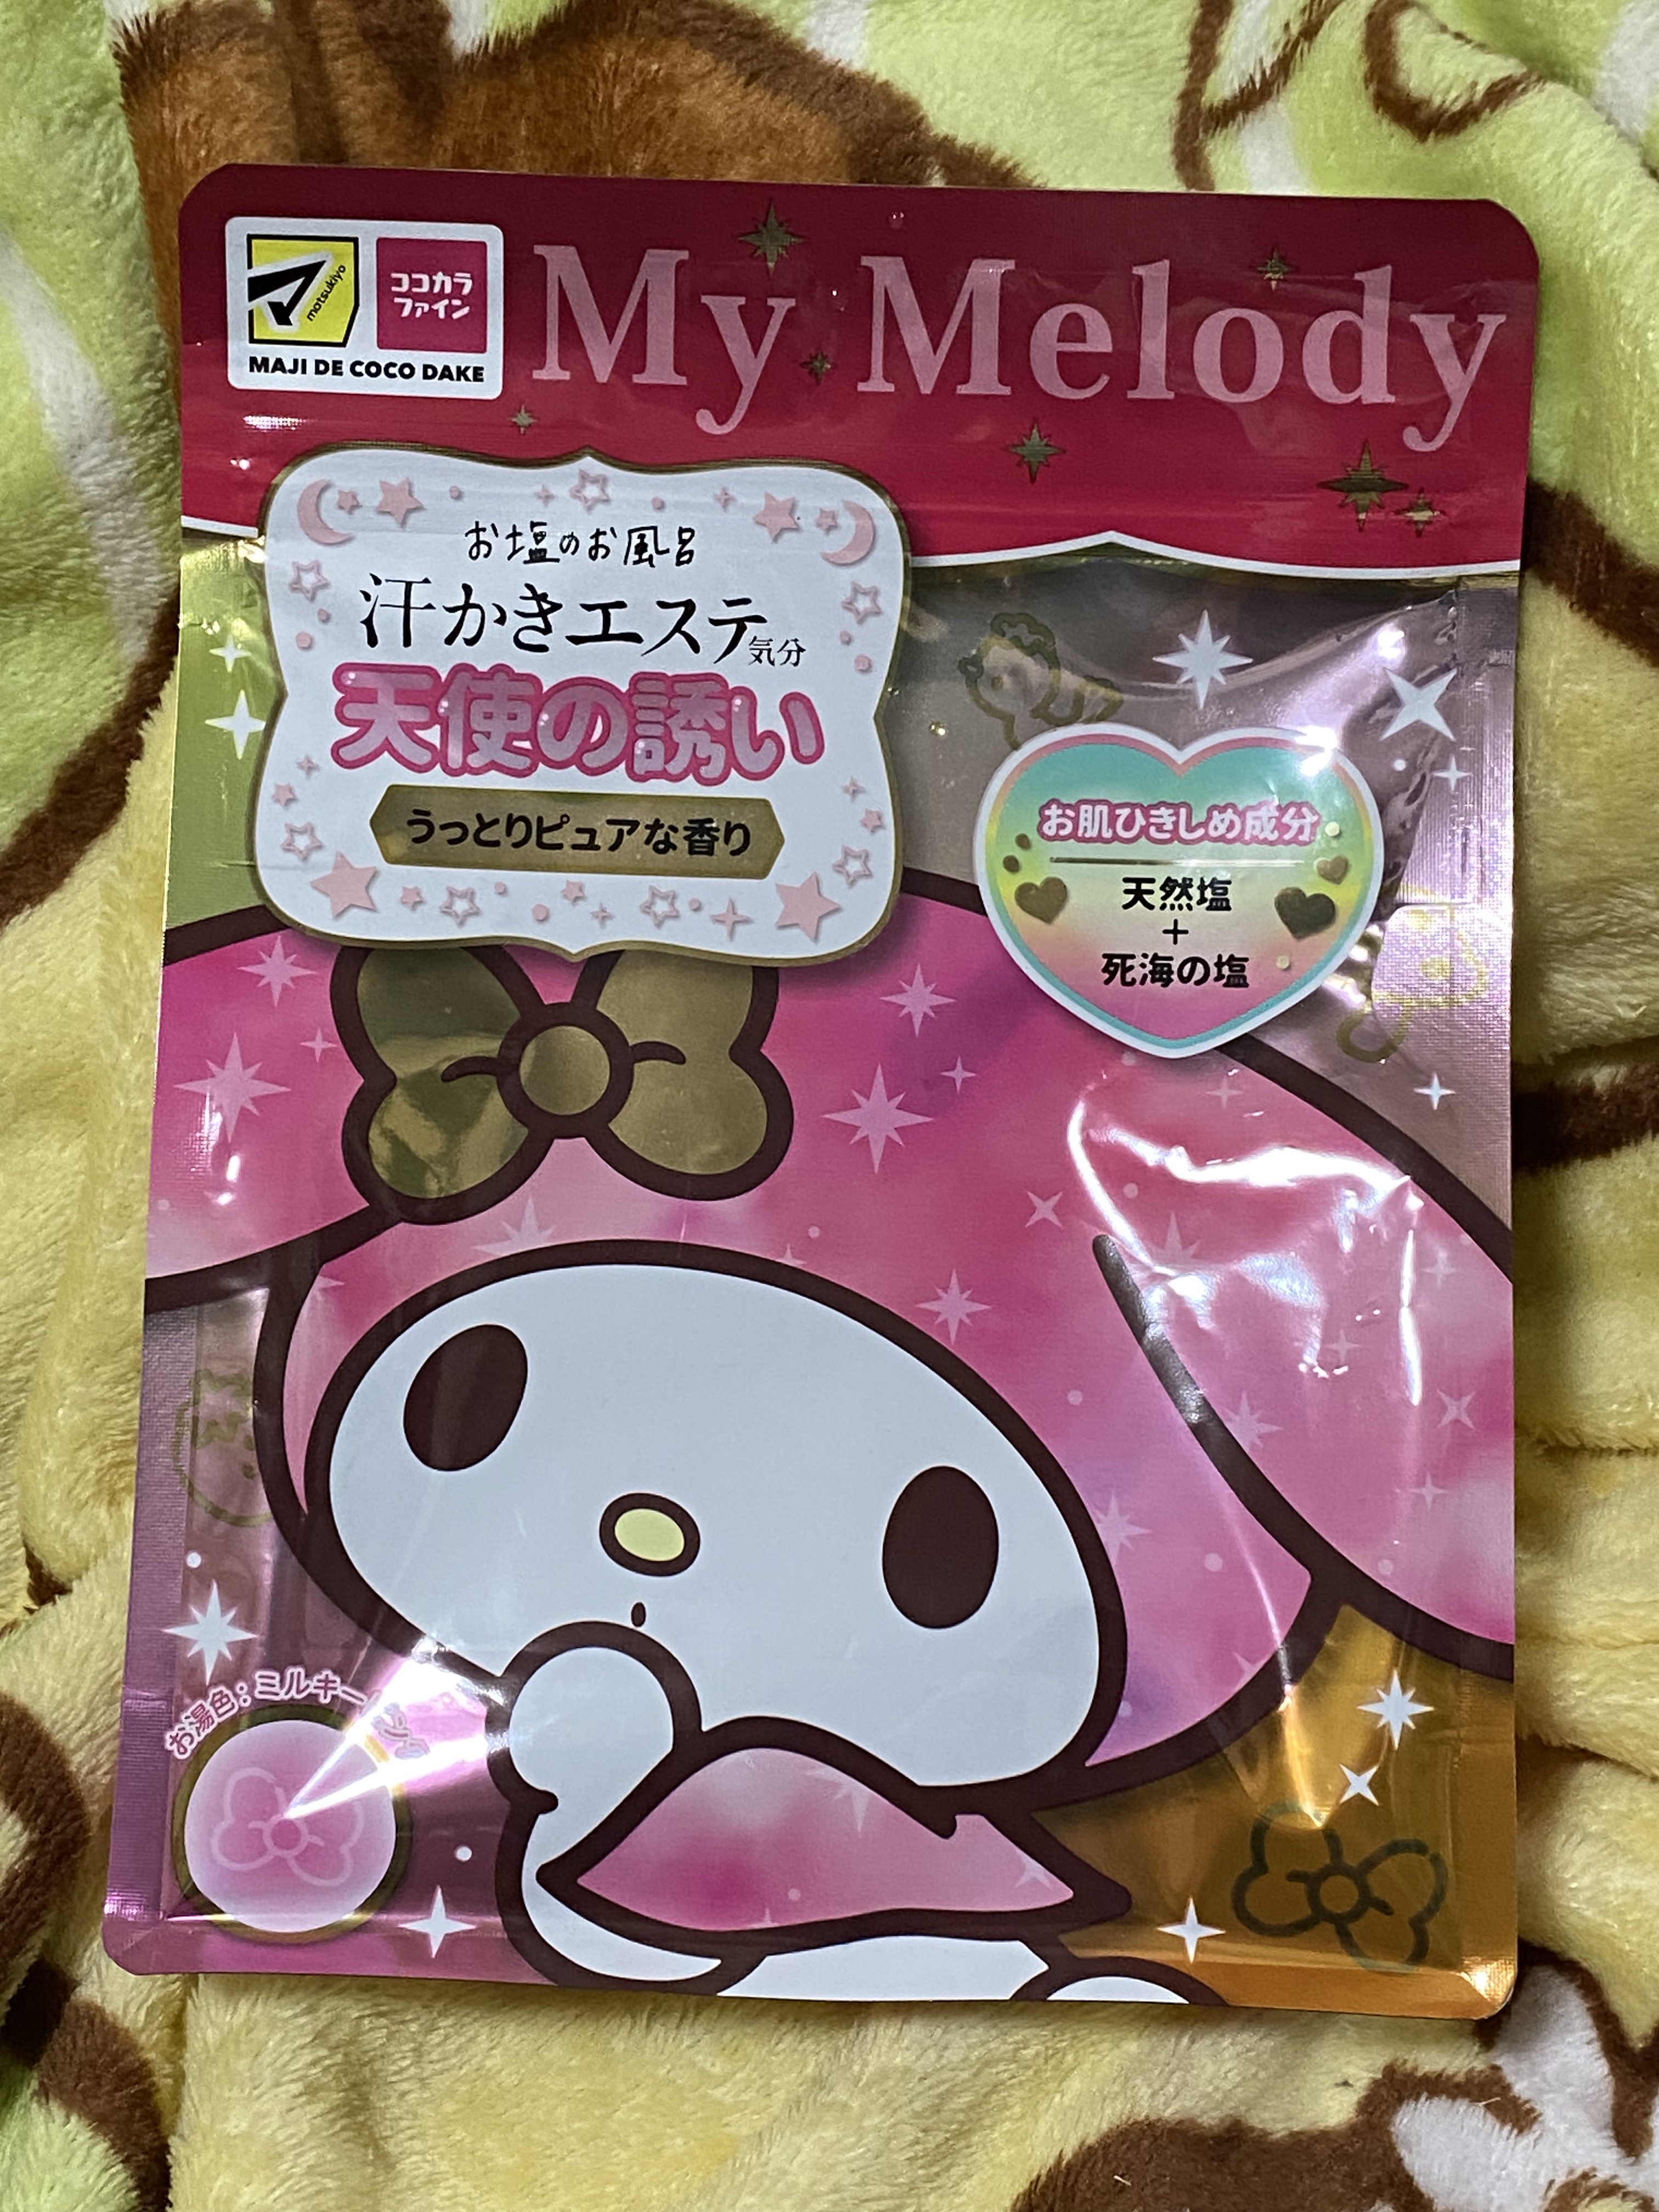 matsukiyo
ココカラ
ファイン
MAJI DE COCO DAKE
My Melody
お塩のお風呂
汗かきエステ気分
天使の誘い
うっとりピュアな香り
お肌ひきしめ成分
天然塩
+
死海の塩
お湯色：ミルキーピンク